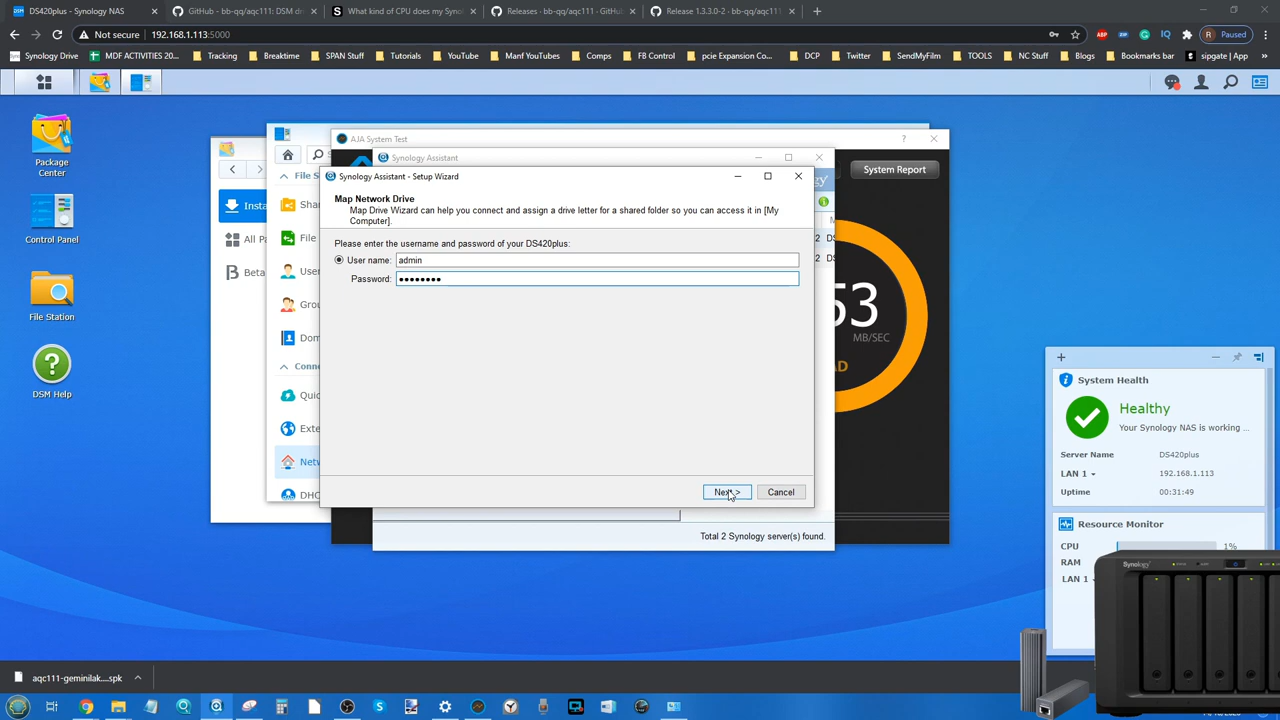 DS420plus - Synology NAS
GitHub - bb-qq/aqc111: DSM dr
What kind of CPU does my Synol
Releases · bb-qq/aqc111 · GitHub
Release 1.3.3.0-2 · bb-qq/aqc111
Not secure
192.168.1.113:5000
Paused
Synology Drive
MDF ACTIVITIES 20...
Tracking
Breaktime
SPAN Stuff
Tutorials
YouTube
Manf YouTubes
Comps
FB Control
pcie Expansion Co...
DCP
Twitter
SendMyFilm
TOOLS
NC Stuff
Blogs
Bookmarks bar
sipgate | App
Package
Center
Control Panel
File Station
DSM Help
AJA System Test
System Report
Synology Assistant
Synology Assistant - Setup Wizard
Map Network Drive
Map Drive Wizard can help you connect and assign a drive letter for a shared folder so you can access it in [My
Computer].
Please enter the username and password of your DS420plus:
User name:
admin
Password:
Next >
Cancel
Total 2 Synology server(s) found.
53
MB/SEC
System Health
Healthy
Your Synology NAS is working ...
Server Name
DS420plus
LAN 1
192.168.1.113
Uptime
00:31:49
Resource Monitor
CPU
1%
RAM
LAN 1
Synology
aqc111-geminilak....spk